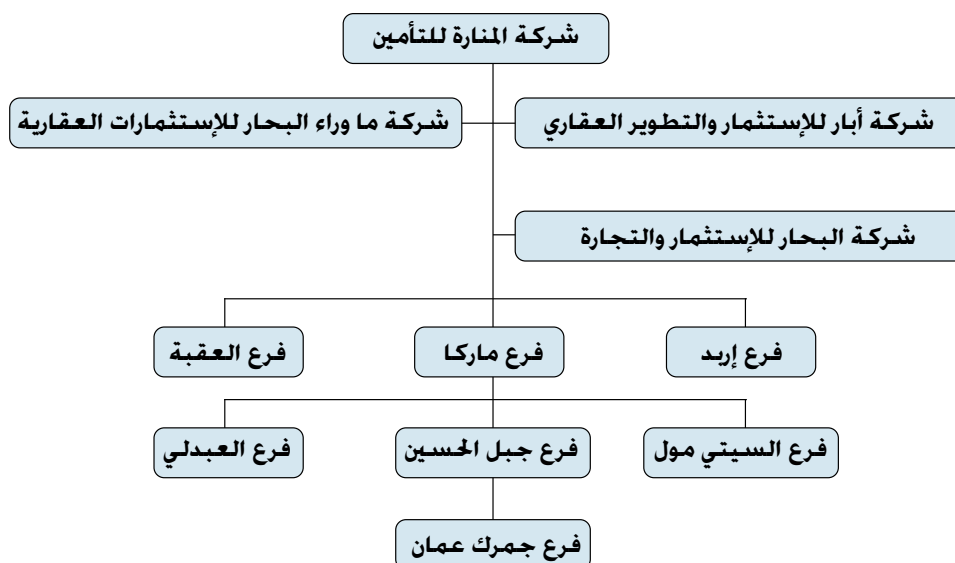 شركة المنارة للتأمين
شركة أبار للإستثمار والتطوير العقاري
شركة ما وراء البحار للإستثمارات العقارية
شركة البحار للإستثمار والتجارة
فرع إربد
فرع ماركا
فرع العقبة
فرع السيتي مول
فرع جبل الحسين
فرع العبدلي
فرع جمرك عمان